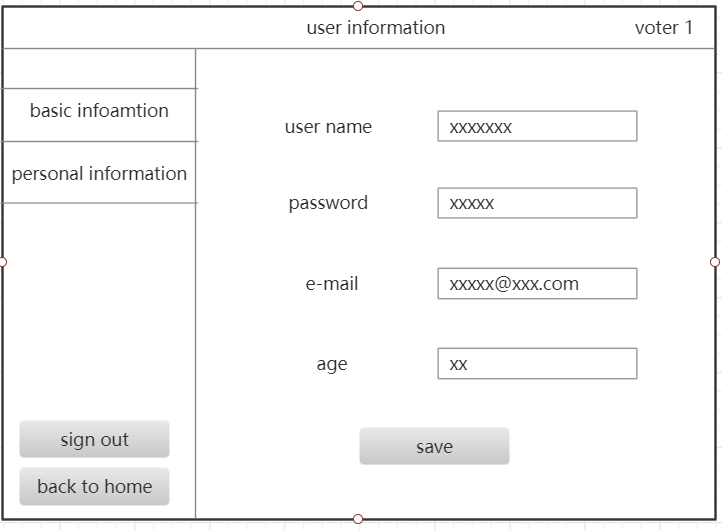 user information
voter 1
basic infoamtion
personal information
user name
xxxxxxx
password
xxxxx
e-mail
xxxxx@xxx.com
age
xx
save
sign out
back to home